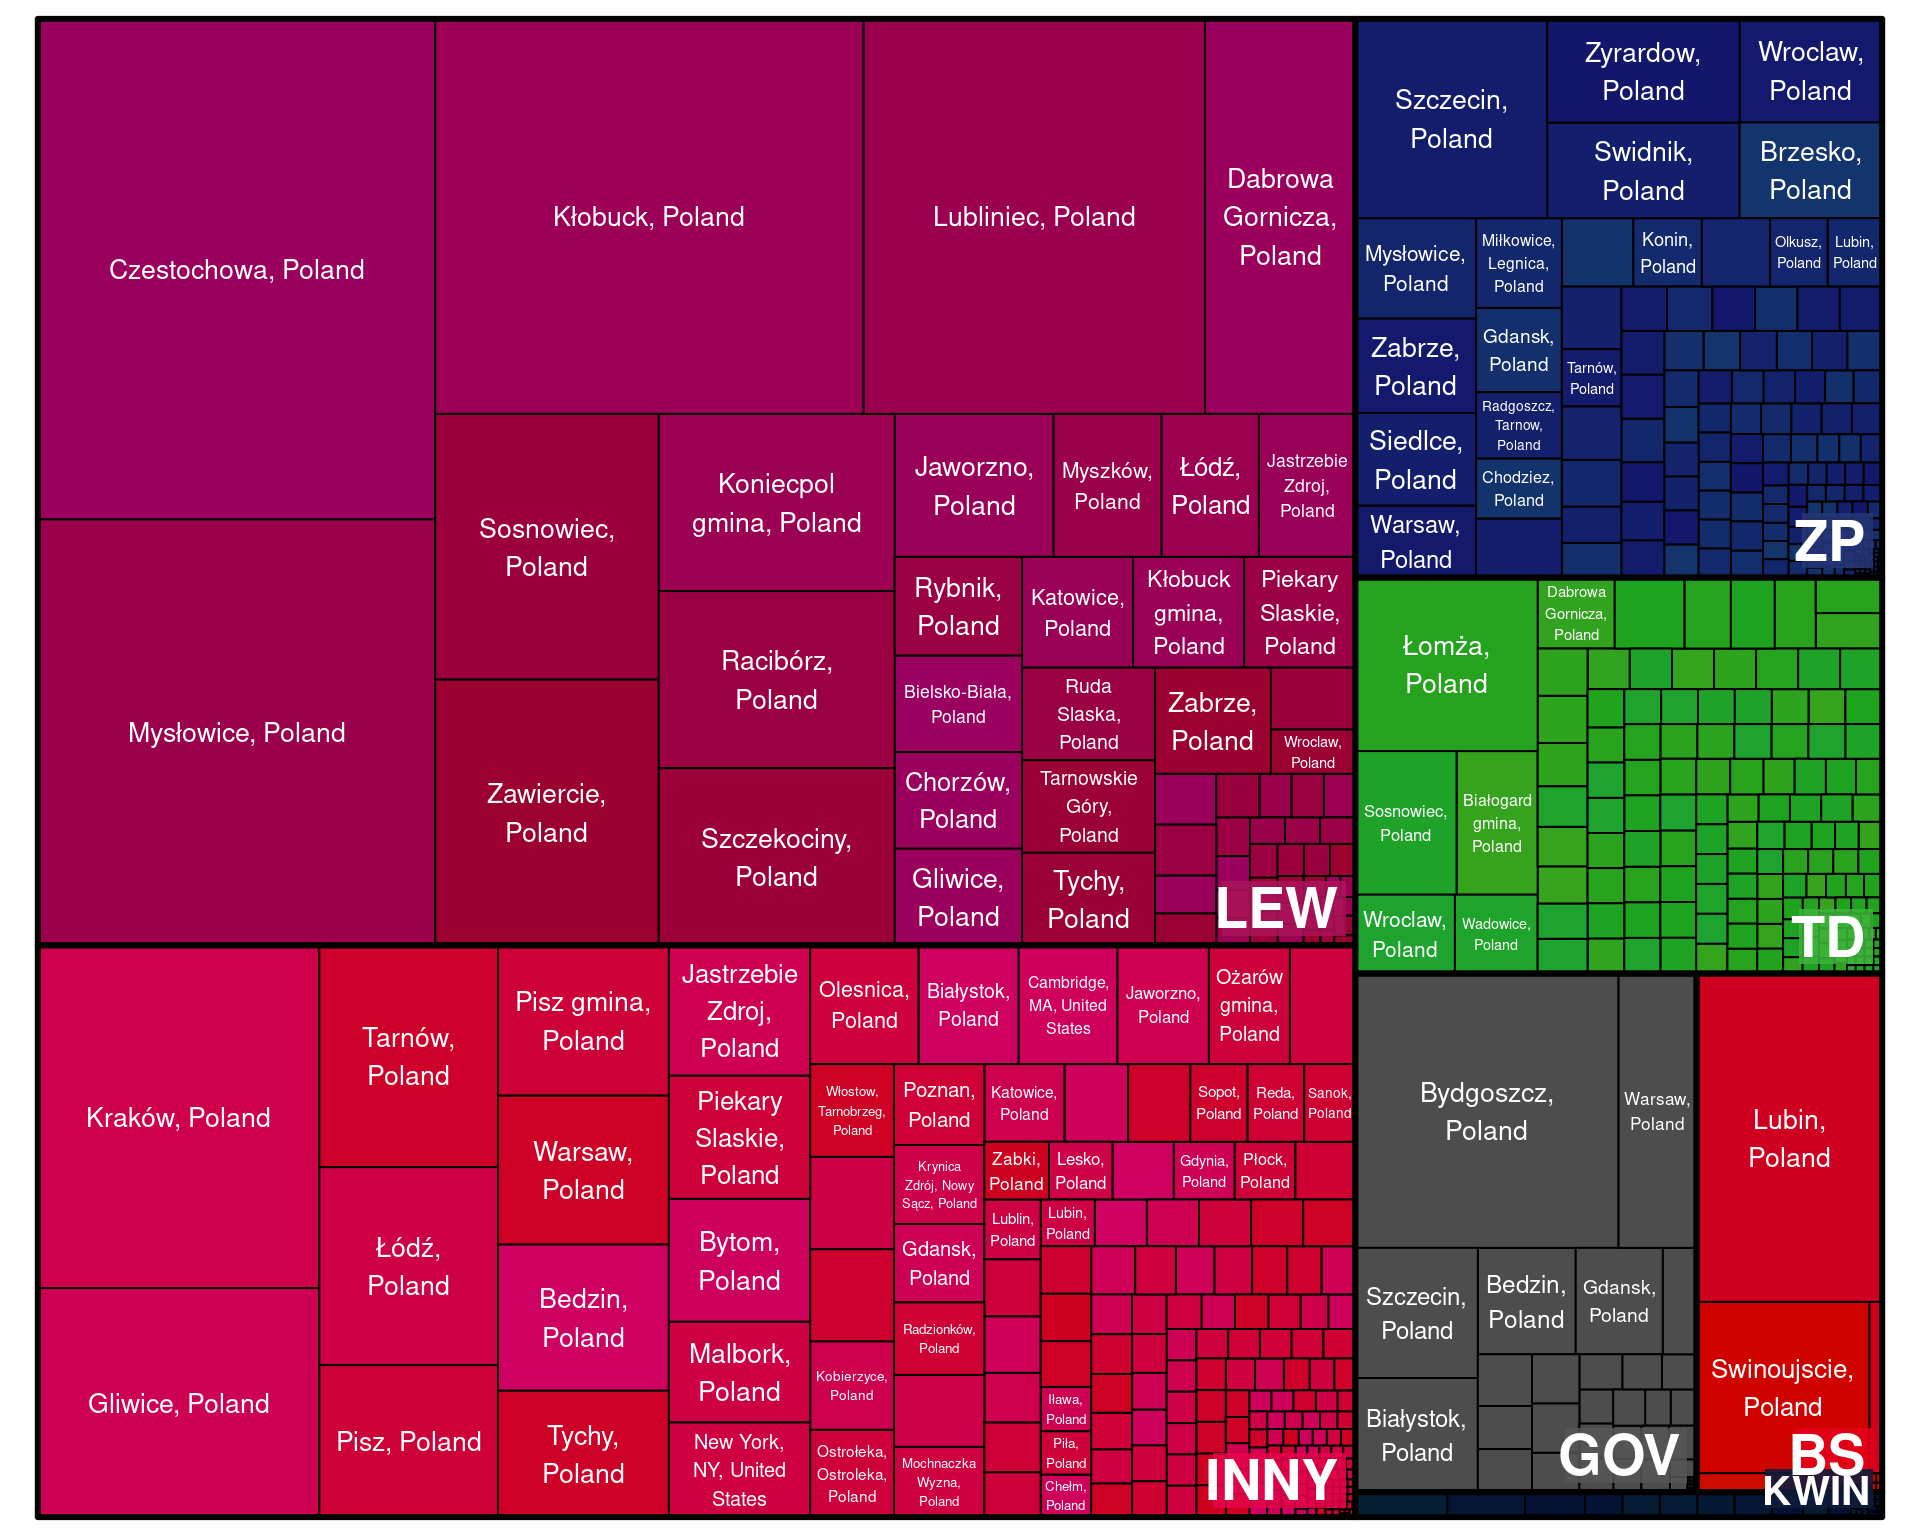 Czestochowa, Poland
Mysłowice, Poland
Kłobuck, Poland
Lubliniec, Poland
Dabrowa
Gornicza,
Poland
Sosnowiec,
Poland
Zawiercie,
Poland
Koniecpol
gmina, Poland
Racibórz,
Poland
Szczekociny,
Poland
Jaworzno,
Poland
Myszków,
Poland
Łódź,
Poland
Jastrzebie
Zdroj,
Poland
Rybnik,
Poland
Katowice,
Poland
Kłobuck
gmina,
Poland
Piekary
Slaskie,
Poland
Bielsko-Biała,
Poland
Chorzów,
Poland
Gliwice,
Poland
Ruda
Slaska,
Poland
Tarnowskie
Góry,
Poland
Tychy,
Poland
Zabrze,
Poland
Wroclaw,
Poland
LEW
Kraków, Poland
Gliwice, Poland
Tarnów,
Poland
Łódź,
Poland
Pisz, Poland
Pisz gmina,
Poland
Warsaw,
Poland
Bedzin,
Poland
Tychy,
Poland
Jastrzebie
Zdroj,
Poland
Piekary
Slaskie,
Poland
Bytom,
Poland
Malbork,
Poland
New York,
NY, United
States
Olesnica,
Poland
Białystok,
Poland
Cambridge,
MA, United
States
Jaworzno,
Poland
Ożarów
gmina,
Poland
Włostow,
Tarnobrzeg,
Poland
Kobierzyce,
Poland
Ostrołeka,
Ostroleka,
Poland
Poznan,
Poland
Krynica
Zdrój, Nowy
Sącz, Poland
Gdansk,
Poland
Radzionków,
Poland
Mochnaczka
Wyzna,
Poland
Katowice,
Poland
Sopot,
Poland
Reda,
Poland
Sanok,
Poland
Zabki,
Poland
Lesko,
Poland
Gdynia,
Poland
Płock,
Poland
Lublin,
Poland
Lubin,
Poland
Iława,
Poland
Piła,
Poland
Chełm,
Poland
INNY
Szczecin,
Poland
Zyrardow,
Poland
Wroclaw,
Poland
Swidnik,
Poland
Brzesko,
Poland
Mysłowice,
Poland
Zabrze,
Poland
Siedlce,
Poland
Warsaw,
Poland
Miłkowice,
Legnica,
Poland
Gdansk,
Poland
Radgoszcz,
Tarnow,
Poland
Chodziez,
Poland
Konin,
Poland
Olkusz,
Poland
Lubin,
Poland
Tarnów,
Poland
ZP
Łomża,
Poland
Sosnowiec,
Poland
Białogard
gmina,
Poland
Wroclaw,
Poland
Wadowice,
Poland
Dabrowa
Gornicza,
Poland
TD
Bydgoszcz,
Poland
Warsaw,
Poland
Szczecin,
Poland
Białystok,
Poland
Bedzin,
Poland
Gdansk,
Poland
GOV
Lubin,
Poland
Swinoujscie,
Poland
BS
KWIN